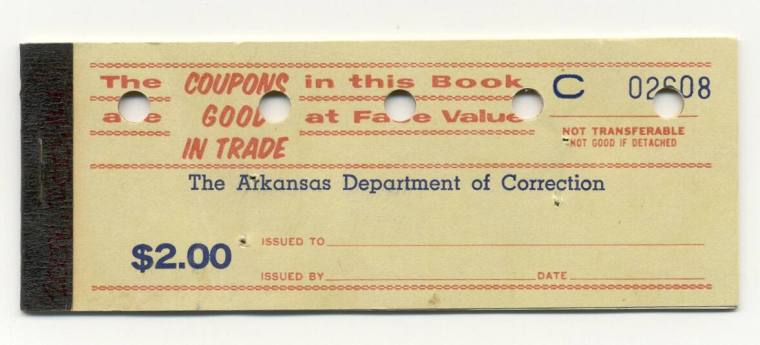 The COUPONS in this Book
are GOOD at Face Value
IN TRADE
C 02608
NOT TRANSFERABLE
NOT GOOD IF DETACHED
The Arkansas Department of Correction
$2.00
ISSUED TO
ISSUED BY DATE